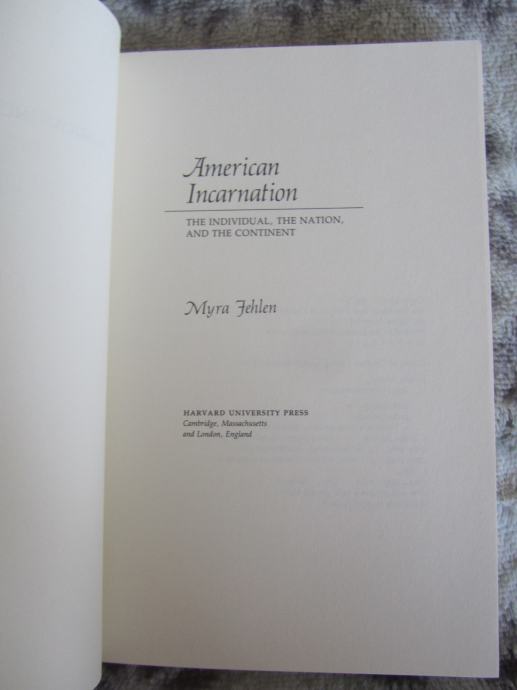 American
Incarnation
THE INDIVIDUAL, THE NATION,
AND THE CONTINENT
Myra Jehlen
HARVARD UNIVERSITY PRESS
Cambridge, Massachusetts
and London, England